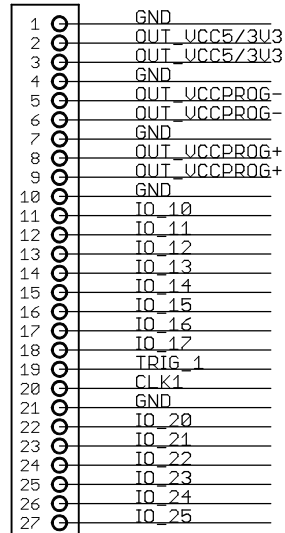 1 GND
2 OUT_VCC5/3V3
3 OUT_VCC5/3V3
4 GND
5 OUT_VCCPROG-
6 OUT_VCCPROG-
7 GND
8 OUT_VCCPROG+
9 OUT_VCCPROG+
10 GND
11 IO_10
12 IO_11
13 IO_12
14 IO_13
15 IO_14
16 IO_15
17 IO_16
18 IO_17
19 TRIG_1
20 CLK1
21 GND
22 IO_20
23 IO_21
24 IO_22
25 IO_23
26 IO_24
27 IO_25